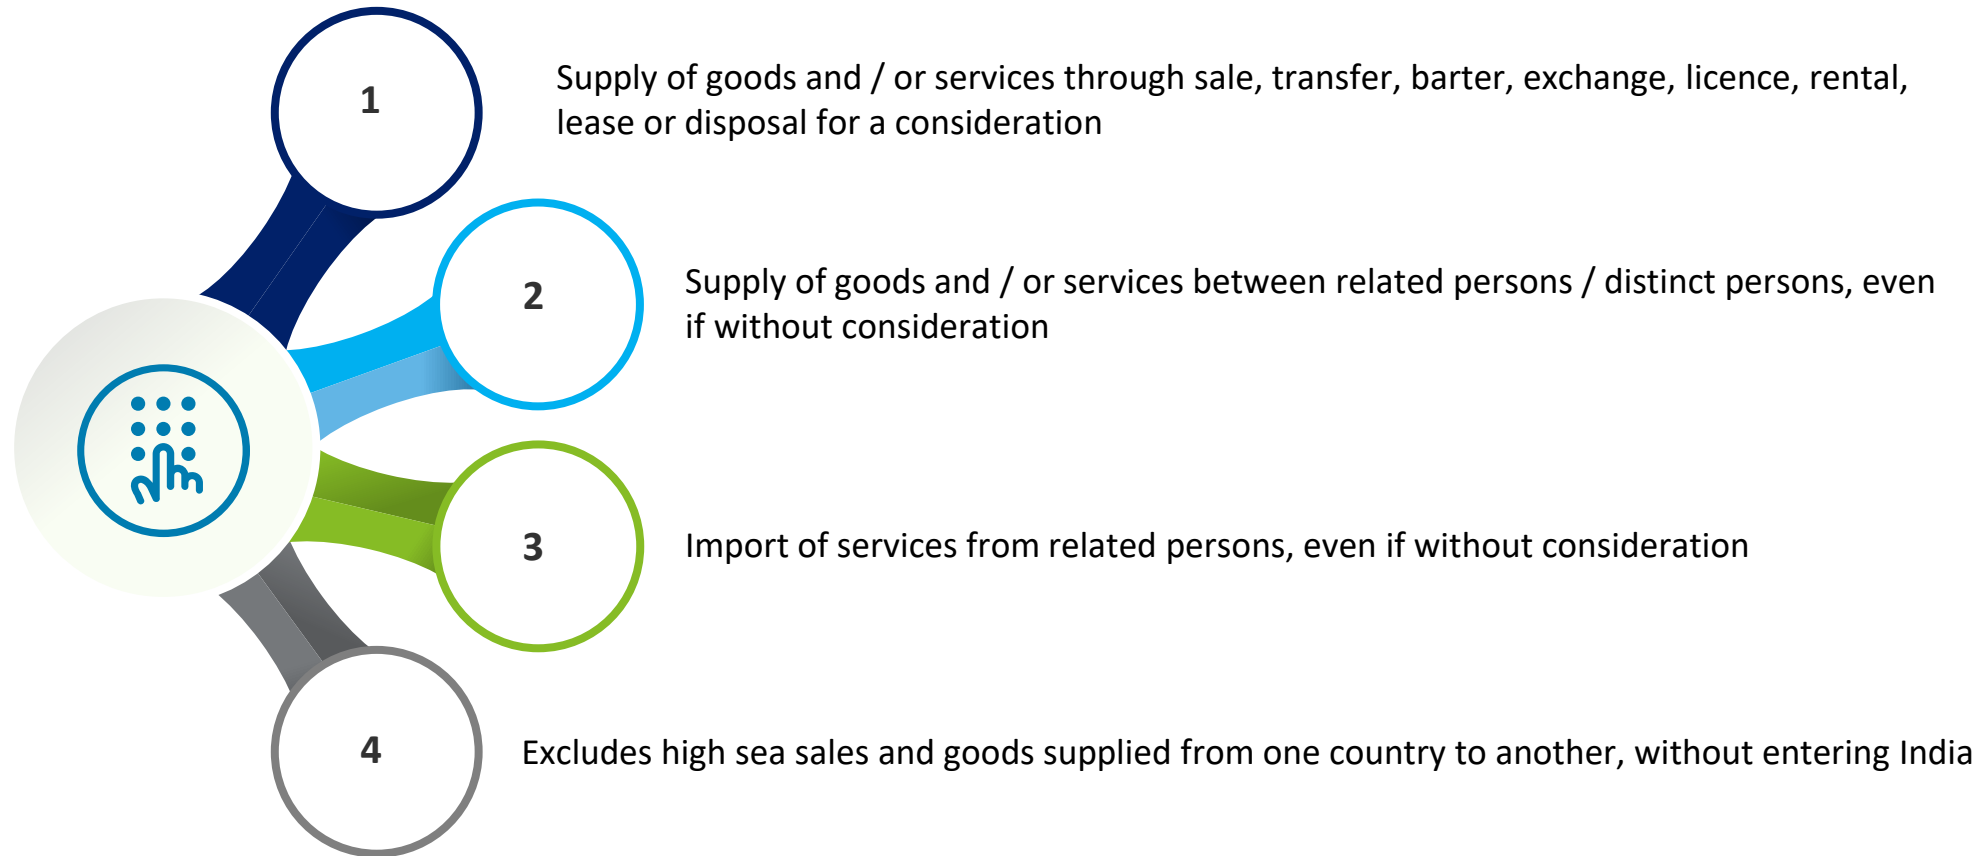 1
Supply of goods and / or services through sale, transfer, barter, exchange, licence, rental,
lease or disposal for a consideration
2
Supply of goods and / or services between related persons / distinct persons, even
if without consideration
3
Import of services from related persons, even if without consideration
4
Excludes high sea sales and goods supplied from one country to another, without entering India